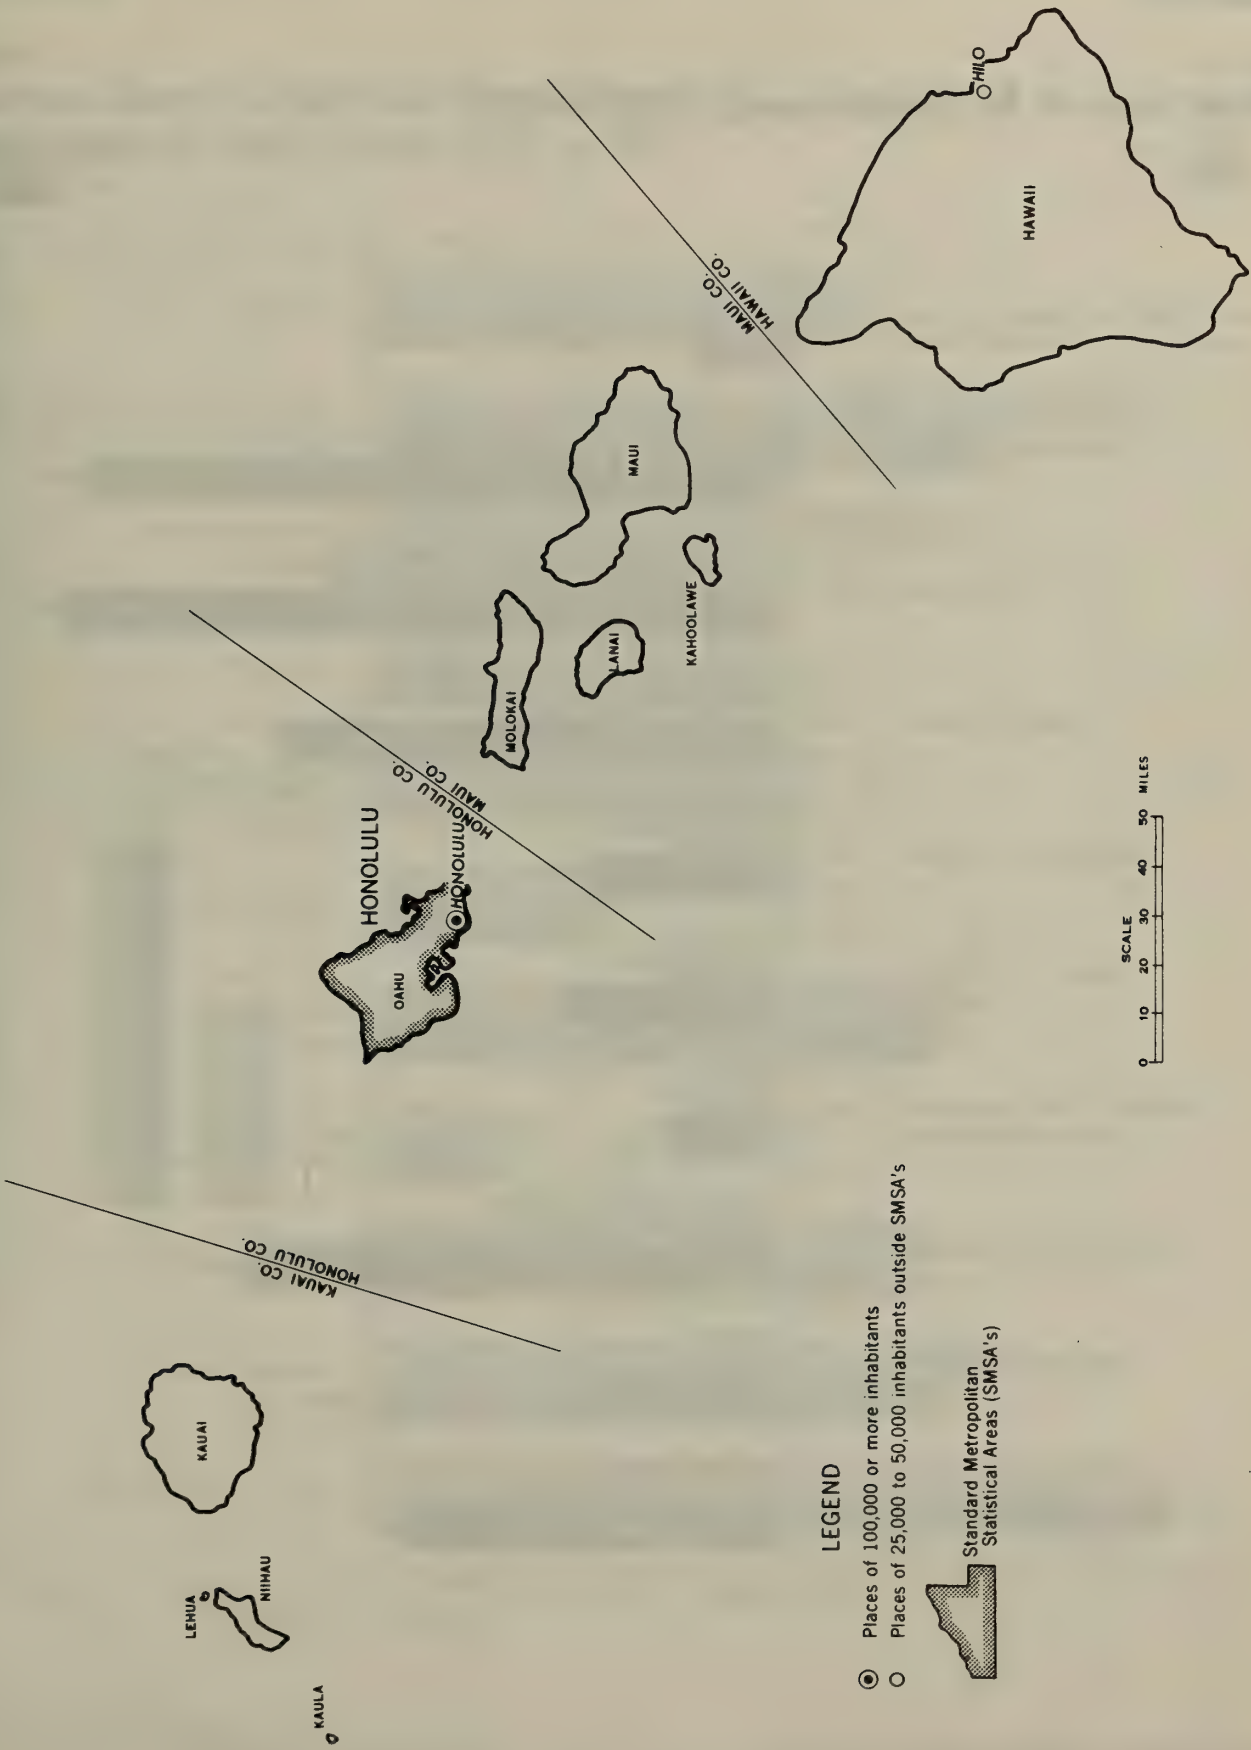 KAULA
LEHUA
NIIHAU
KAUAI
KAUAI CO.
HONOLULU CO.
OAHU
HONOLULU
HONOLULU
HONOLULU CO.
MAUI CO.
MOLOKAI
LANAI
KAHOOLAWE
MAUI
MAUI CO.
HAWAII CO.
HAWAII
HILO
LEGEND
Places of 100,000 or more inhabitants
Places of 25,000 to 50,000 inhabitants outside SMSA's
Standard Metropolitan
Statistical Areas (SMSA's)
SCALE
0 10 20 30 40 50 MILES